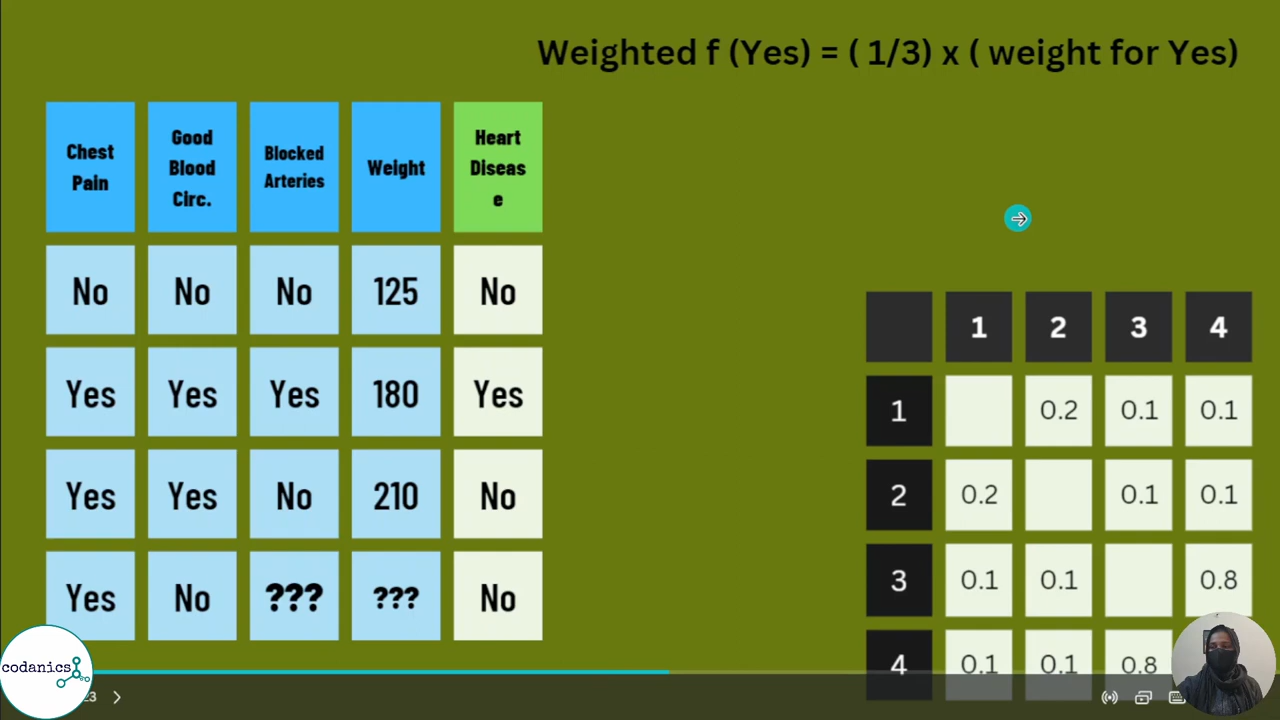 Weighted f (Yes) = ( 1/3) x ( weight for Yes)
Chest Pain
Good Blood Circ.
Blocked Arteries
Weight
Heart Diseas e
No No No 125 No
Yes Yes Yes 180 Yes
Yes Yes No 210 No
Yes No ??? ??? No
1 2 3 4
1 0.2 0.1 0.1
2 0.2 0.1 0.1
3 0.1 0.1 0.8
4 0.1 0.1 0.8
codanics
23